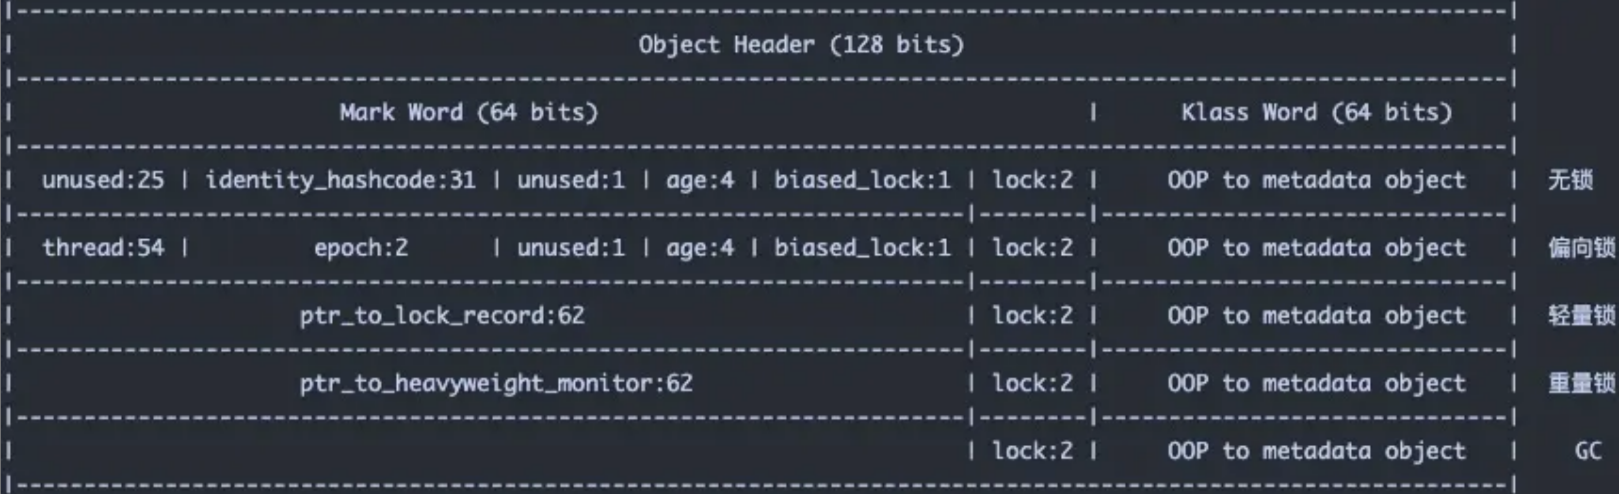 |----------------------------------------------------------------------------------------------------------------|
| Object Header (128 bits) |
|----------------------------------------------------------------------------------------------------------------|
| Mark Word (64 bits) | Klass Word (64 bits) |
|----------------------------------------------------------------------------------------------------------------|
| unused:25 | identity_hashcode:31 | unused:1 | age:4 | biased_lock:1 | lock:2 | OOP to metadata object | 无锁
|-----------------------------------------------------------------------|--------|------------------------------|
| thread:54 | epoch:2 | unused:1 | age:4 | biased_lock:1 | lock:2 | OOP to metadata object | 偏向锁
|-----------------------------------------------------------------------|--------|------------------------------|
| ptr_to_lock_record:62 | lock:2 | OOP to metadata object | 轻量锁
|-----------------------------------------------------------------------|--------|------------------------------|
| ptr_to_heavyweight_monitor:62 | lock:2 | OOP to metadata object | 重量锁
|-----------------------------------------------------------------------|--------|------------------------------|
| | lock:2 | OOP to metadata object | GC
|----------------------------------------------------------------------------------------------------------------|